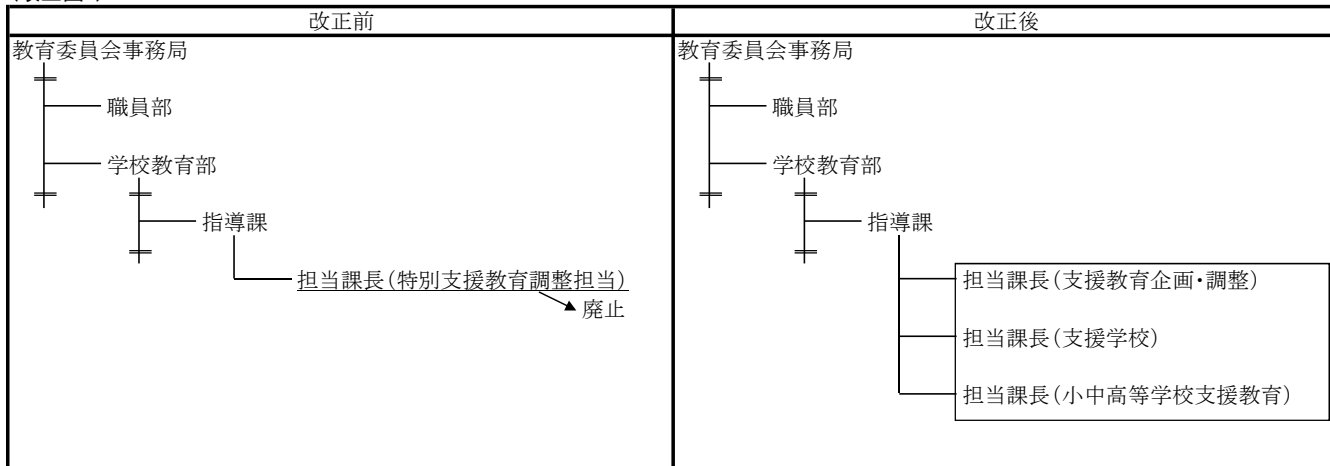 改正前
教育委員会事務局
職員部
学校教育部
指導課
担当課長(特別支援教育調整担当)
廃止
改正後
教育委員会事務局
職員部
学校教育部
指導課
担当課長(支援教育企画・調整)
担当課長(支援学校)
担当課長(小中高等学校支援教育)